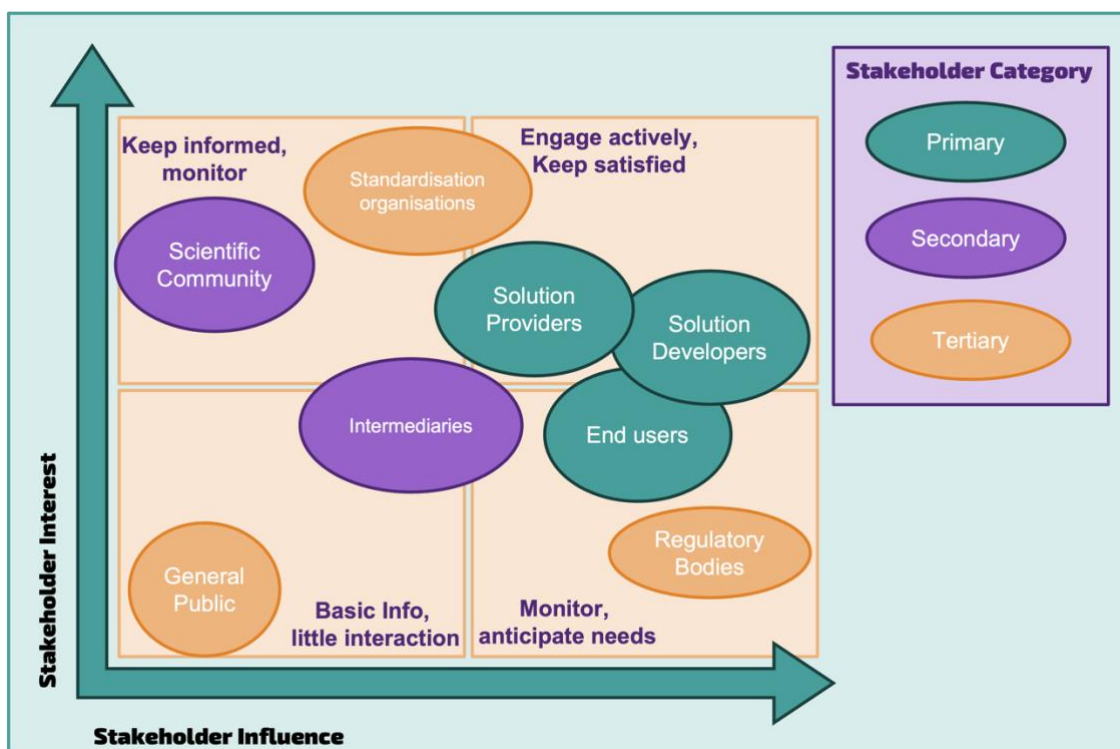 Stakeholder Category
Primary
Secondary
Tertiary
Keep informed,
monitor
Engage actively,
Keep satisfied
Standardisation
organisations
Scientific
Community
Solution
Providers
Solution
Developers
Intermediaries
End users
Regulatory
Bodies
General
Public
Basic Info,
little interaction
Monitor,
anticipate needs
Stakeholder Interest
Stakeholder Influence